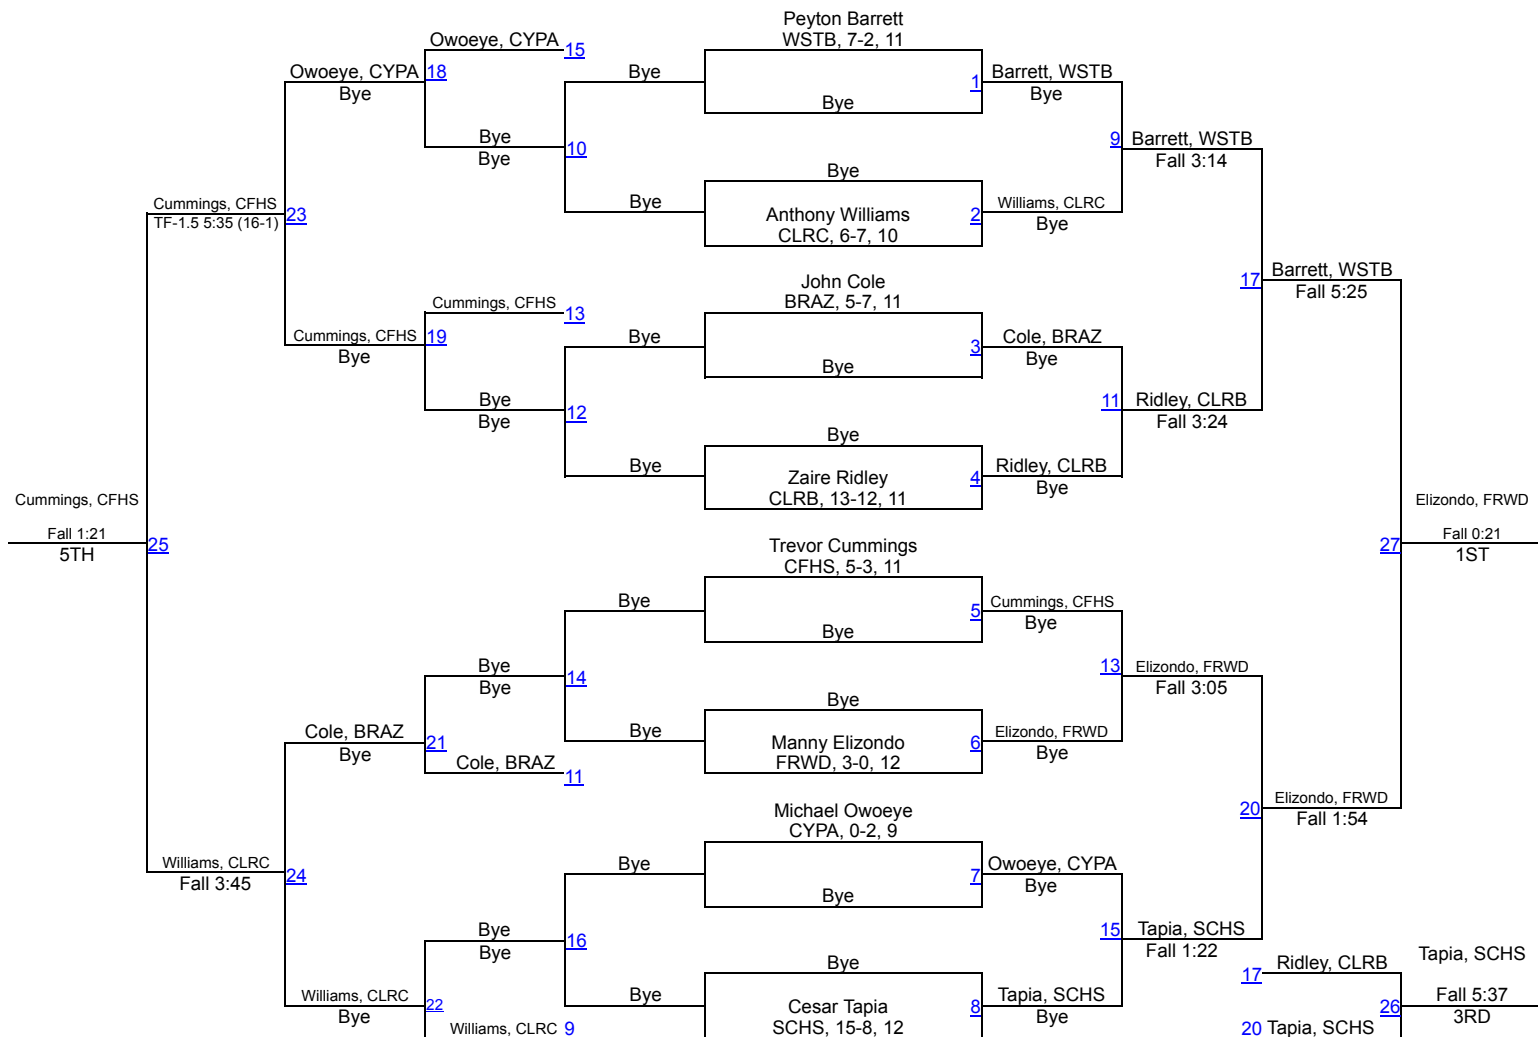 Peyton Barrett
WSTB, 7-2, 11
Owoeye, CYPA 15
Owoeye, CYPA 18 Bye 1 Barrett, WSTB
Bye Bye Bye
Bye 10 9 Barrett, WSTB
Bye Fall 3:14
Bye
Cummings, CFHS 23 Bye Anthony Williams 2 Williams, CLRC
TF-1.5 5:35 (16-1) CLRC, 6-7, 10 Bye
John Cole 17 Barrett, WSTB
BRAZ, 5-7, 11 Fall 5:25
Cummings, CFHS 13
Cummings, CFHS 19 Bye 3 Cole, BRAZ
Bye Bye Bye
Bye 12 11 Ridley, CLRB
Bye Fall 3:24
Bye
Bye Zaire Ridley 4 Ridley, CLRB
CLRB, 13-12, 11 Bye
Cummings, CFHS Elizondo, FRWD
Fall 1:21 25 27 Fall 0:21
5TH 1ST
Trevor Cummings
CFHS, 5-3, 11
Bye 5 Cummings, CFHS
Bye Bye
Bye 14 13 Elizondo, FRWD
Bye Fall 3:05
Bye
Cole, BRAZ 21 Bye Manny Elizondo 6 Elizondo, FRWD
Bye FRWD, 3-0, 12 Bye
Cole, BRAZ 11
Michael Owoeye 20 Elizondo, FRWD
CYPA, 0-2, 9 Fall 1:54
Williams, CLRC 24 Bye 7 Owoeye, CYPA
Fall 3:45 Bye Bye
Bye 16 15 Tapia, SCHS
Bye Fall 1:22
Bye 17 Ridley, CLRB Tapia, SCHS
Williams, CLRC 22 Bye Cesar Tapia 8 Tapia, SCHS 26 Fall 5:37
Bye SCHS, 15-8, 12 Bye 3RD
Williams, CLRC 9 20 Tapia, SCHS